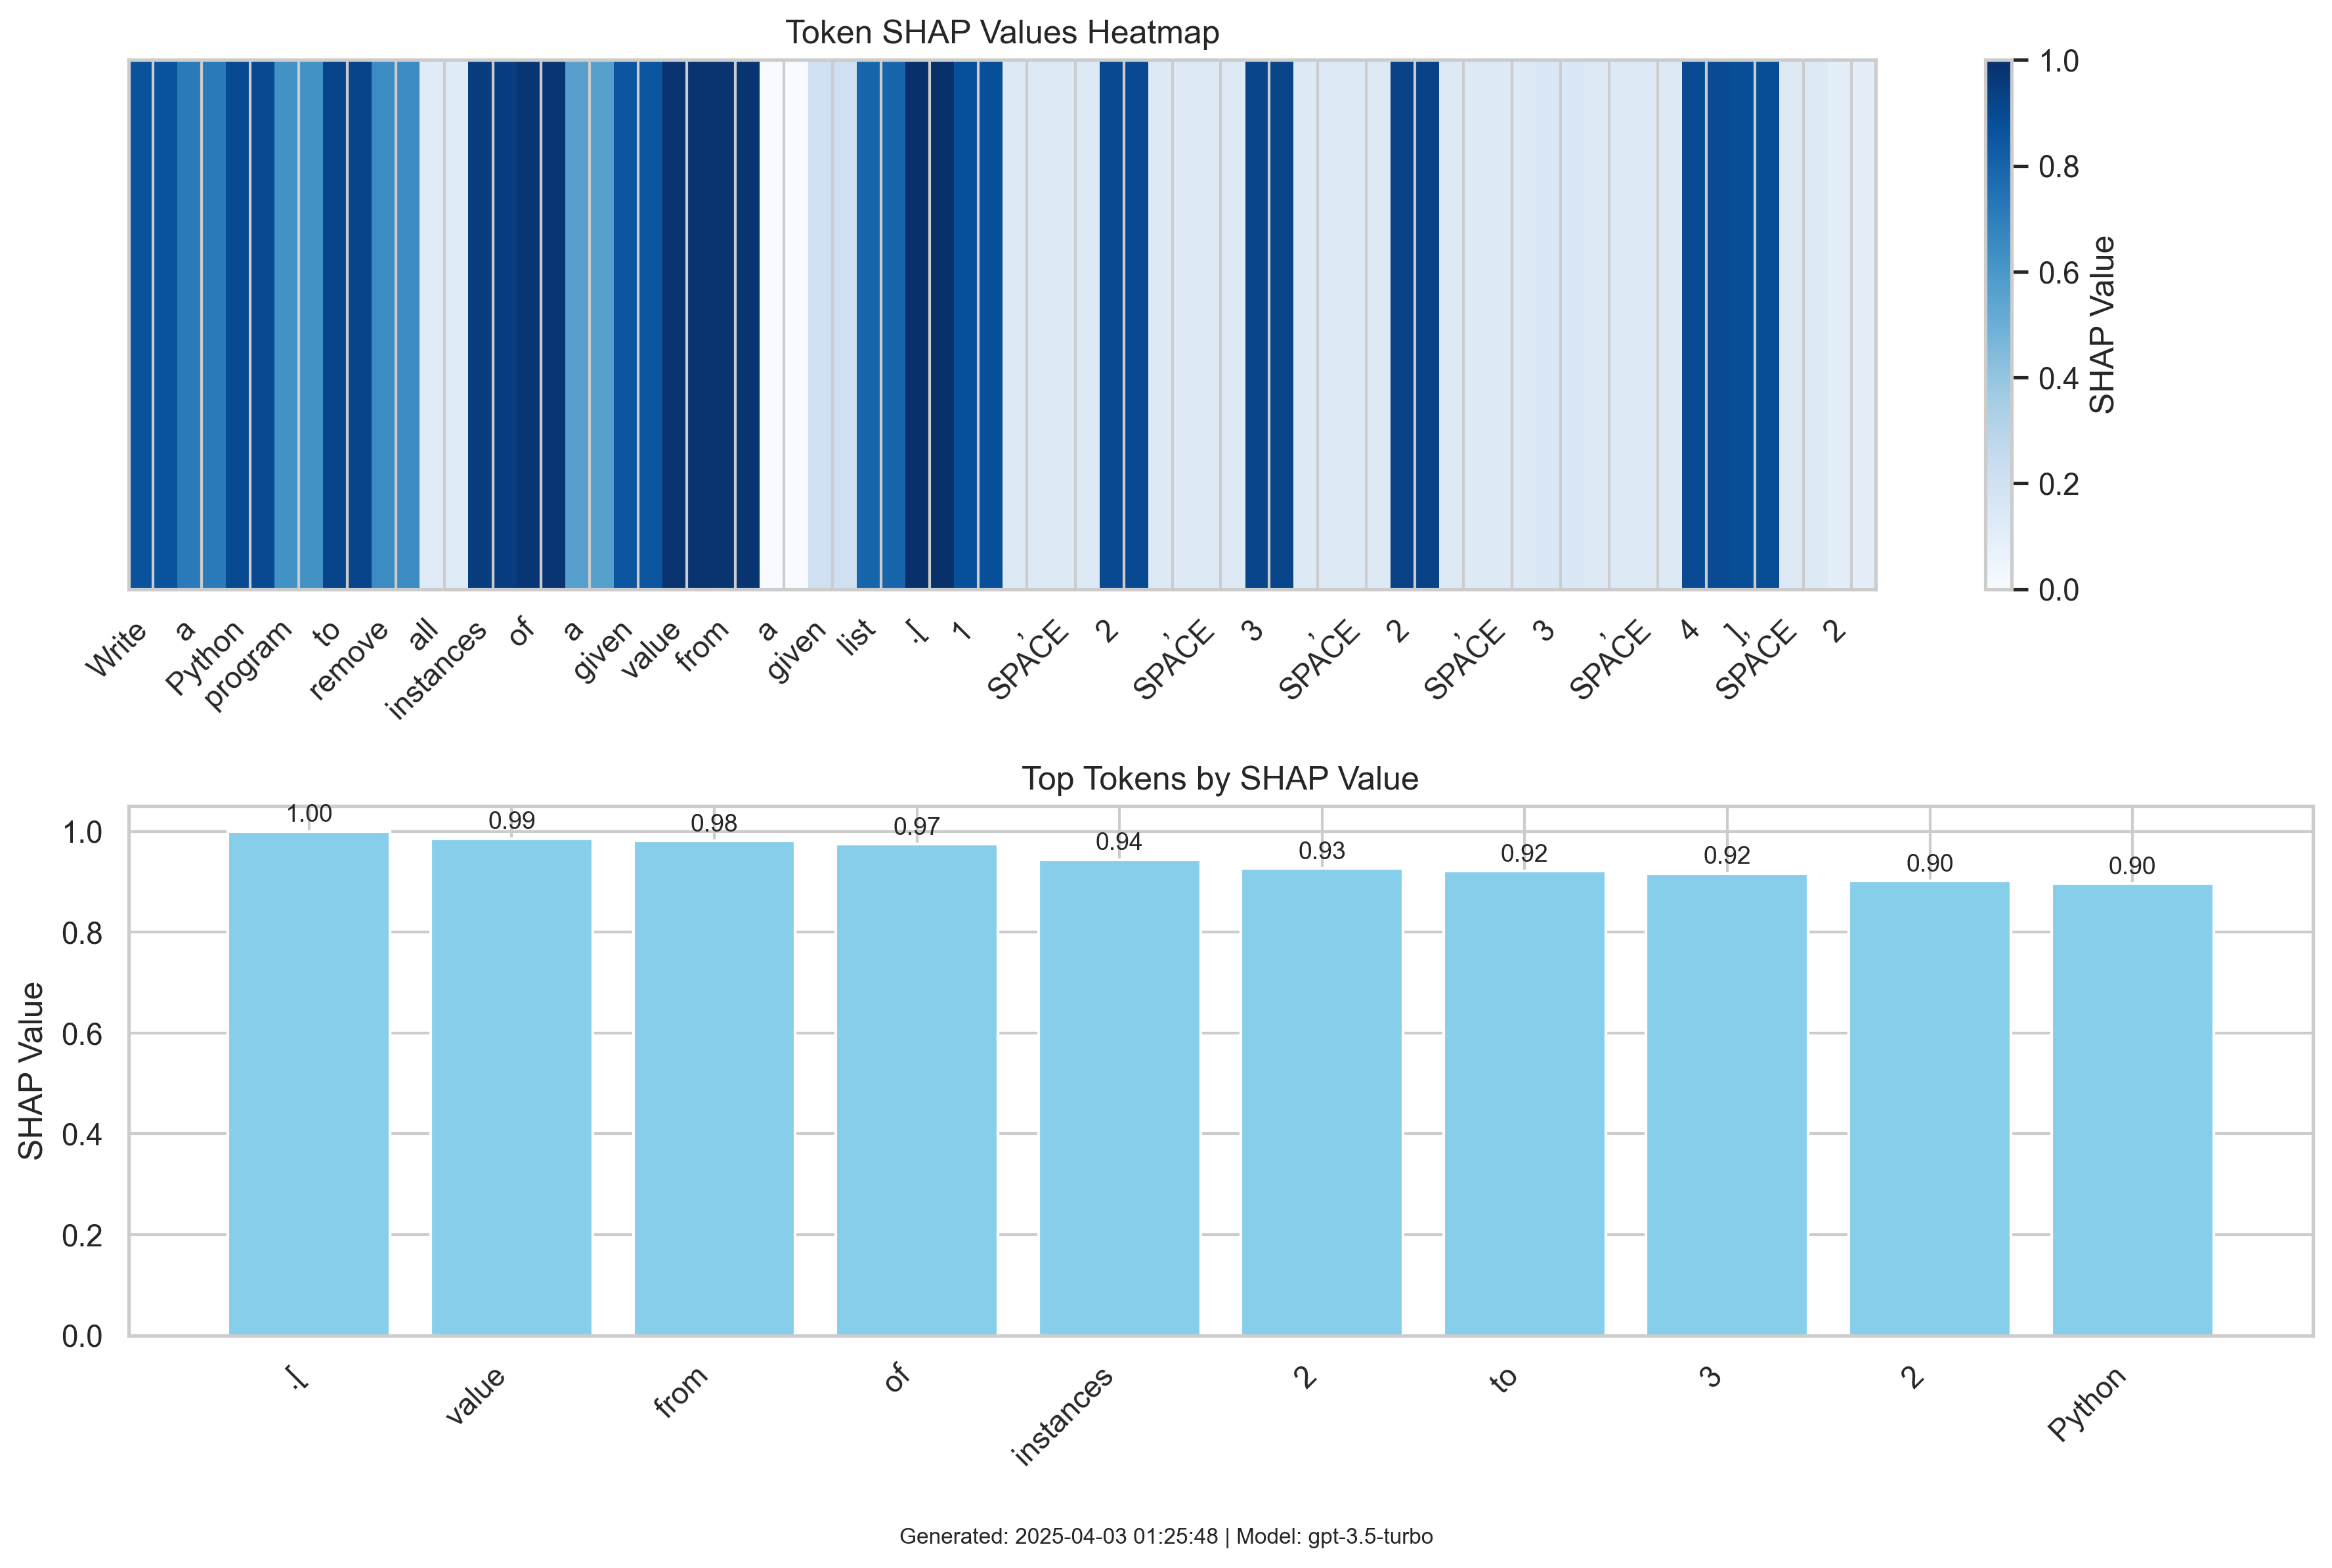 Token SHAP Values Heatmap
1.0
0.8
0.6
0.4
0.2
0.0
SHAP Value
Write
a
Python
program
to
remove
all
instances
of
a
given
value
from
a
given
list
.[
1
,
SPACE
2
,
SPACE
3
,
SPACE
2
,
SPACE
3
,
SPACE
4
],
SPACE
2
Top Tokens by SHAP Value
SHAP Value
1.0
0.8
0.6
0.4
0.2
0.0
1.00
0.99
0.98
0.97
0.94
0.93
0.92
0.92
0.90
0.90
.[
value
from
of
instances
2
to
3
2
Python
Generated: 2025-04-03 01:25:48 | Model: gpt-3.5-turbo